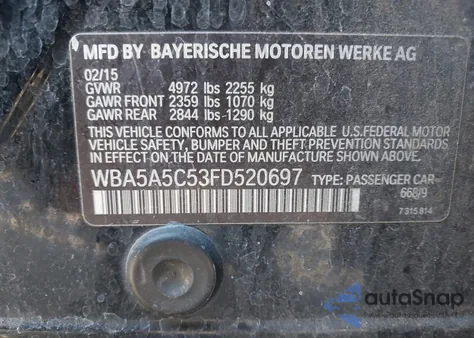 MFD BY BAYERISCHE MOTOREN WERKE AG
02/15
GVWR 4972 lbs 2255 kg
GAWR FRONT 2359 lbs 1070 kg
GAWR REAR 2844 lbs 1290 kg
THIS VEHICLE CONFORMS TO ALL APPLICABLE U.S.FEDERAL MOTOR
VEHICLE SAFETY, BUMPER AND THEFT PREVENTION STANDARDS
IN EFFECT ON THE DATE OF MANUFACTURE SHOWN ABOVE.
WBA5A5C53FD520697 TYPE: PASSENGER CAR
668/9
7 315 814
autoSnap